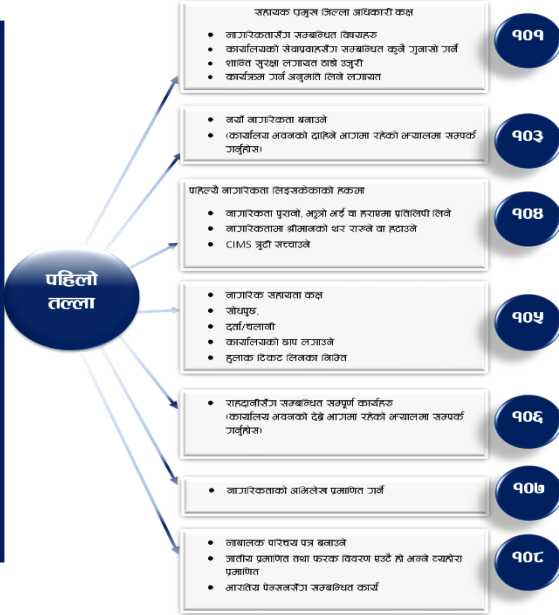 पहिलो
तल्ला
सहायक प्रमुख जिल्ला अधिकारी कक्ष
• नागरिकतासँग सम्बन्धित विषयहरु
• कार्यालयको सेवाप्रवाहसँग सम्बन्धित कुनै गुनासो गर्ने
• शान्ति सुरक्षा लगायत ठाडो उजुरी
• कार्यक्रम गर्न अनुमति लिने लगायत
१०१
• नयाँ नागरिकता बनाउने
• (कार्यालय भवनको दाहिने भागमा रहेको झ्यालमा सम्पर्क
गर्नुहोस)
१०३
पहिल्यै नागरिकता लिइसकेकाको हकमा
• नागरिकता पुरानो, झुत्रो भई वा हराएमा प्रतिलिपी लिने
• नागरिकतामा श्रीमानको थर राख्ने वा हटाउने
• CIMS त्रुटी सच्चाउने
१०४
• नागरिक सहायता कक्ष
• सोधपुछ,
• दर्ता/चलानी
• कार्यालयको छाप लगाउने
• हुलाक टिकट लिनका निम्ति
१०५
• राहदानीसँग सम्बन्धित सम्पूर्ण कार्यहरु
(कार्यालय भवनको देब्रे भागमा रहेको झ्यालमा सम्पर्क
गर्नुहोस)
१०६
• नागरिकताको अभिलेख प्रमाणित गर्ने
१०७
• नाबालक परिचय पत्र बनाउने
• जातीय प्रमाणित तथा फरक विवरण एउटै हो भन्ने व्यहोरा
प्रमाणित
• भारतिय पेन्सनसँग सम्बन्धित कार्य
१०८